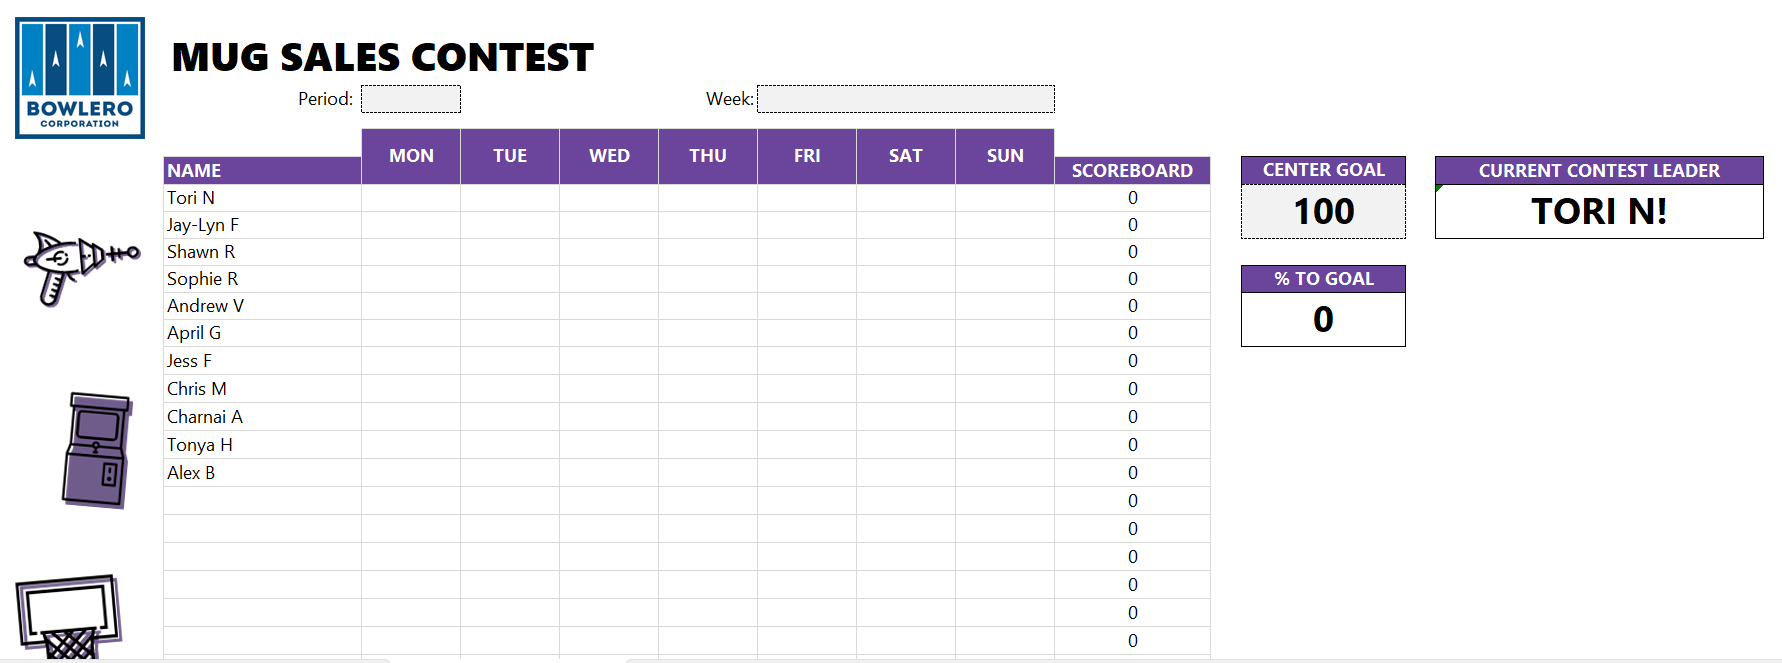 BOWLERO
CORPORATION
MUG SALES CONTEST
Period:
Week:
NAME MON TUE WED THU FRI SAT SUN SCOREBOARD
Tori N 0
Jay-Lyn F 0
Shawn R 0
Sophie R 0
Andrew V 0
April G 0
Jess F 0
Chris M 0
Charnai A 0
Tonya H 0
Alex B 0
0
0
0
0
0
0
CENTER GOAL
100
% TO GOAL
0
CURRENT CONTEST LEADER
TORI N!